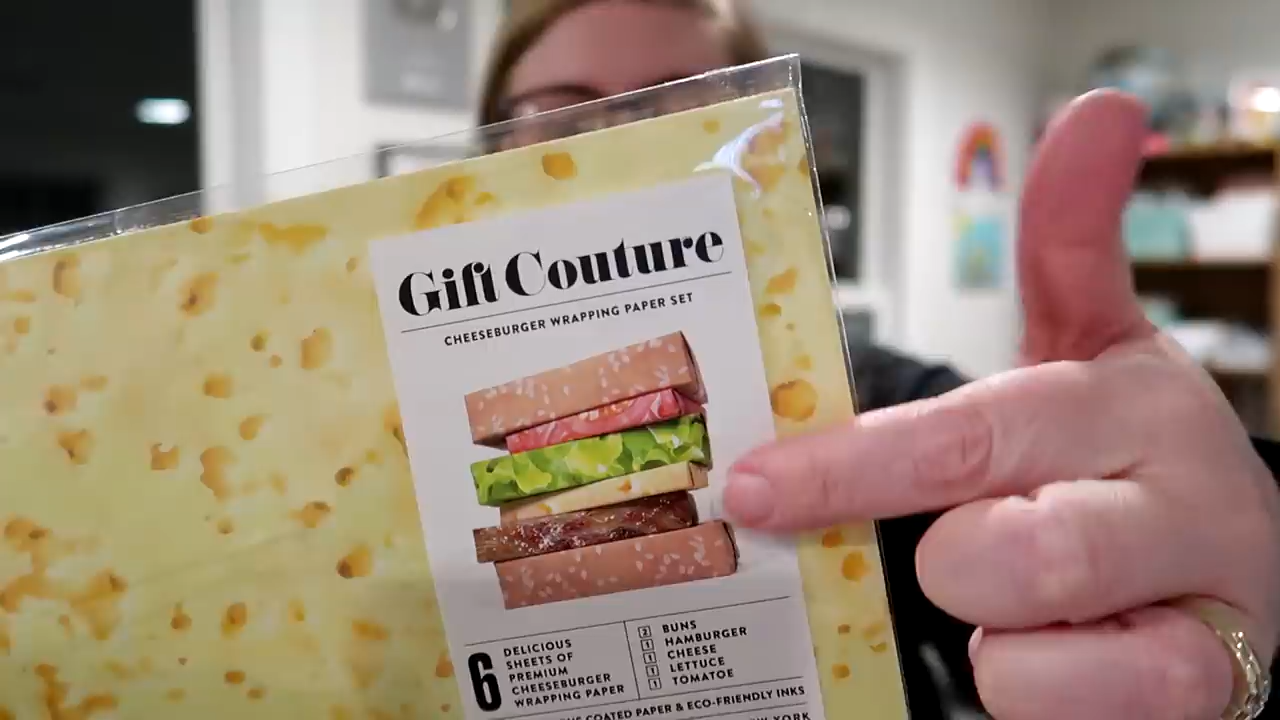 Gift Couture
CHEESEBURGER WRAPPING PAPER SET
6
DELICIOUS
SHEETS OF
PREMIUM
CHEESEBURGER
WRAPPING PAPER
2 BUNS
1 HAMBURGER
1 CHEESE
1 LETTUCE
1 TOMATOE
COATED PAPER & ECO-FRIENDLY INKS